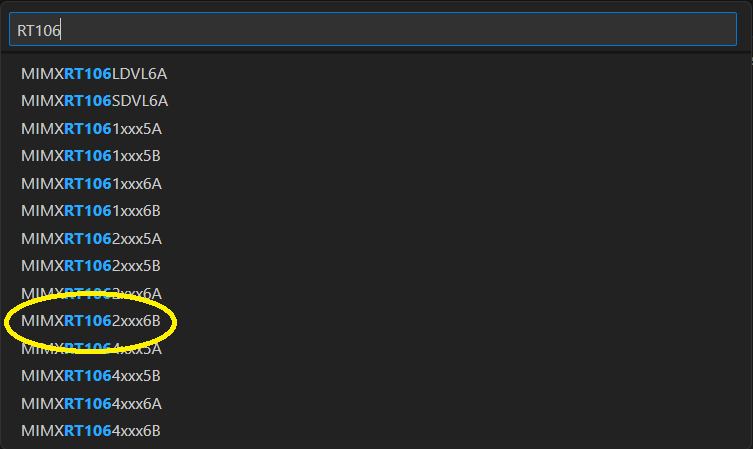 RT106
MIMXRT106LDVL6A
MIMXRT106SDVL6A
MIMXRT1061xxx5A
MIMXRT1061xxx5B
MIMXRT1061xxx6A
MIMXRT1061xxx6B
MIMXRT1062xxx5A
MIMXRT1062xxx5B
MIMXRT1062xxx6A
MIMXRT1062xxx6B
MIMXRT1064xxx5A
MIMXRT1064xxx5B
MIMXRT1064xxx6A
MIMXRT1064xxx6B